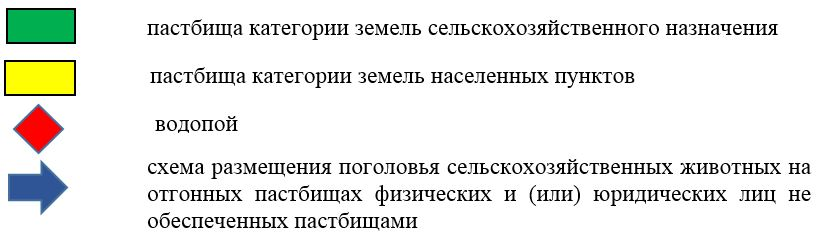 пастбища категории земель сельскохозяйственного назначения
пастбища категории земель населенных пунктов
водопой
схема размещения поголовья сельскохозяйственных животных на
отгонных пастбищах физических и (или) юридических лиц не
обеспеченных пастбищами